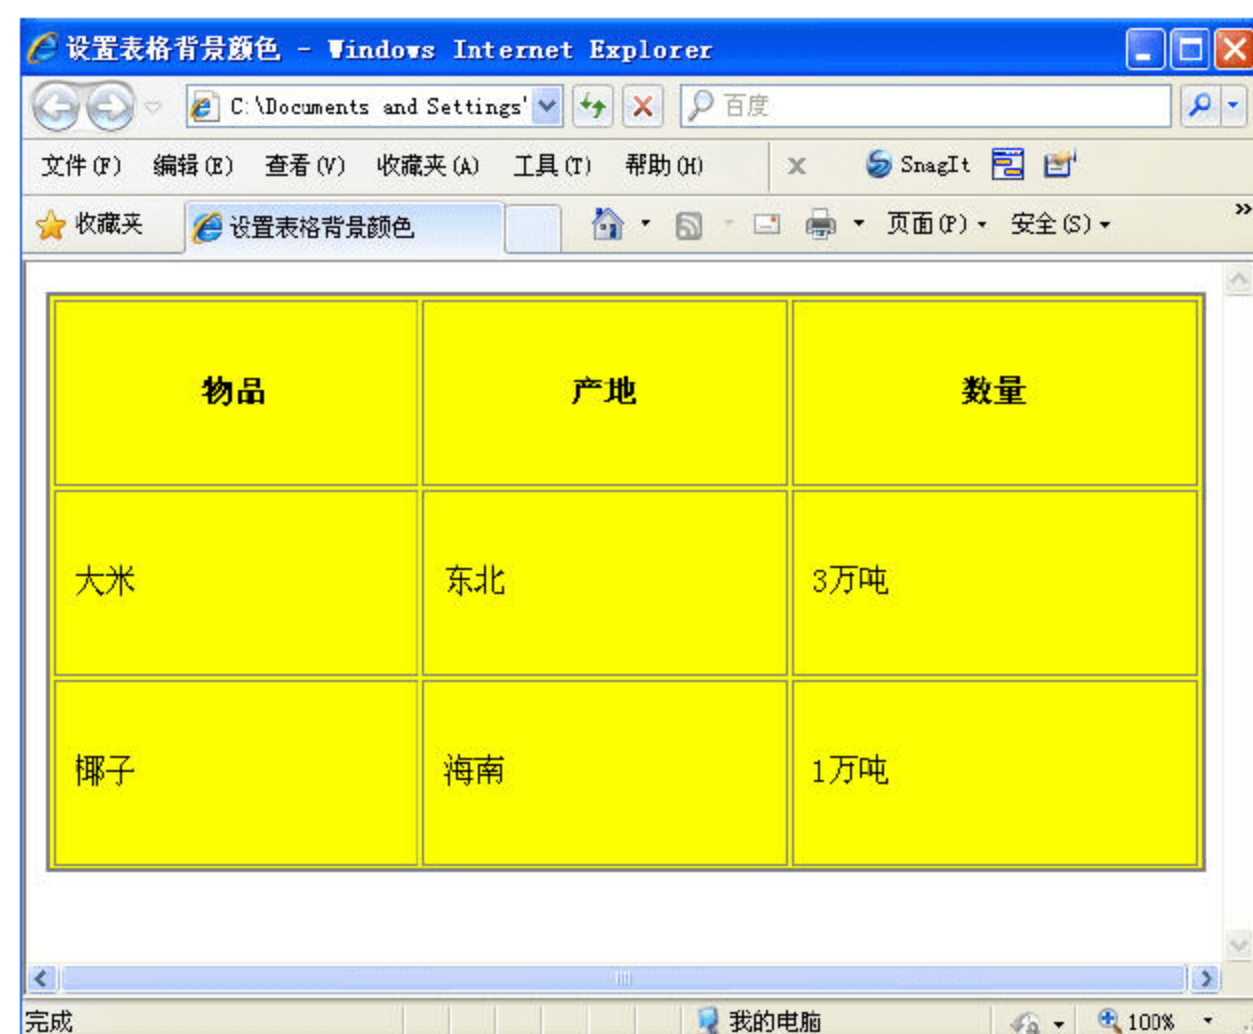 设置表格背景颜色 - Windows Internet Explorer
C:\Documents and Settings' 百度
文件(F) 编辑(E) 查看(V) 收藏夹(A) 工具(T) 帮助(H) x SnagIt
收藏夹 设置表格背景颜色 页面(P) 安全(S) »
物品 产地 数量
大米 东北 3万吨
椰子 海南 1万吨
完成 我的电脑 100%